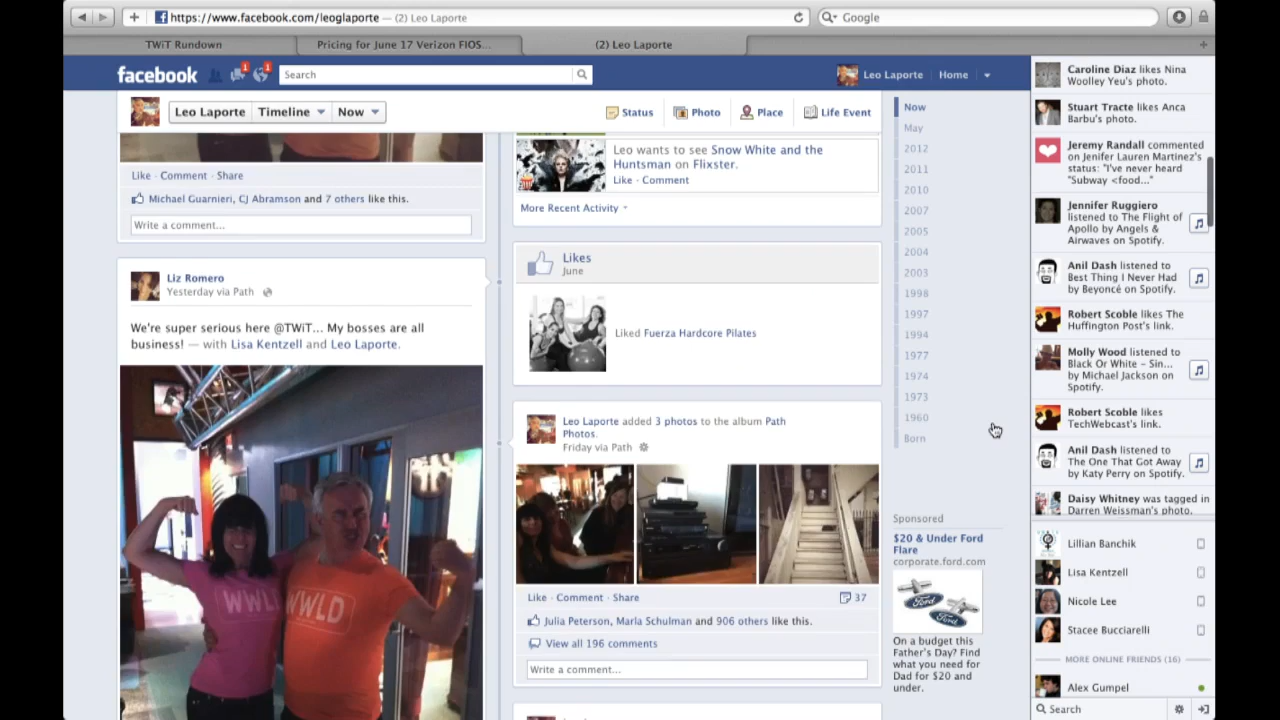 https://www.facebook.com/leoglaporte — (2) Leo Laporte
Google
TWiT Rundown
Pricing for June 17 Verizon FIOS...
(2) Leo Laporte
facebook
1
1
Search
Leo Laporte
Home
Leo Laporte
Timeline
Now
Status
Photo
Place
Life Event
Like · Comment · Share
Michael Guarnieri, CJ Abramson and 7 others like this.
Write a comment...
Liz Romero
Yesterday via Path
We're super serious here @TWiT... My bosses are all
business! — with Lisa Kentzell and Leo Laporte.
WWLD
WWLD
Leo wants to see Snow White and the
Huntsman on Flixster.
Like · Comment
More Recent Activity
Likes
June
Liked Fuerza Hardcore Pilates
Leo Laporte added 3 photos to the album Path
Photos.
Friday via Path
Like · Comment · Share
37
Julia Peterson, Marla Schulman and 906 others like this.
View all 196 comments
Write a comment...
Now
May
2012
2011
2010
2007
2005
2004
2003
1998
1997
1994
1977
1974
1973
1960
Born
Sponsored
$20 & Under Ford
Flare
corporate.ford.com
Ford
Ford
On a budget this
Father's Day? Find
what you need for
Dad for $20 and
under.
Caroline Diaz likes Nina
Woolley Yeu's photo.
Stuart Tracte likes Anca
Barbu's photo.
Jeremy Randall commented
on Jenifer Lauren Martinez's
status: "I've never heard
"Subway <food..."
Jennifer Ruggiero
listened to The Flight of
Apollo by Angels &
Airwaves on Spotify.
Anil Dash listened to
Best Thing I Never Had
by Beyoncé on Spotify.
Robert Scoble likes The
Huffington Post's link.
Molly Wood listened to
Black Or White – Sin...
by Michael Jackson on
Spotify.
Robert Scoble likes
TechWebcast's link.
Anil Dash listened to
The One That Got Away
by Katy Perry on Spotify.
Daisy Whitney was tagged in
Darren Weissman's photo.
Lillian Banchik
Lisa Kentzell
Nicole Lee
Stacee Bucciarelli
MORE ONLINE FRIENDS (16)
Alex Gumpel
Search